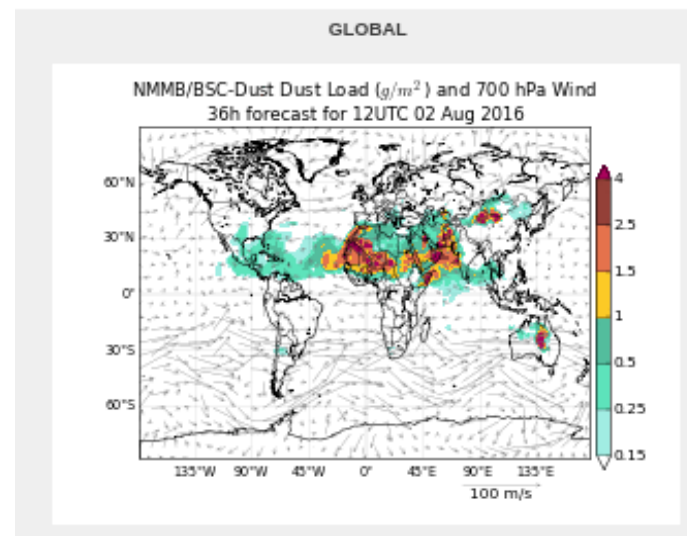 GLOBAL
NMMB/BSC-Dust Dust Load (g/m²) and 700 hPa Wind
36h forecast for 12UTC 02 Aug 2016
60°N
30°N
0°
30°S
60°S
135°W 90°W 45°W 0° 45°E 90°E 135°E
100 m/s
4
2.5
1.5
1
0.5
0.25
0.15